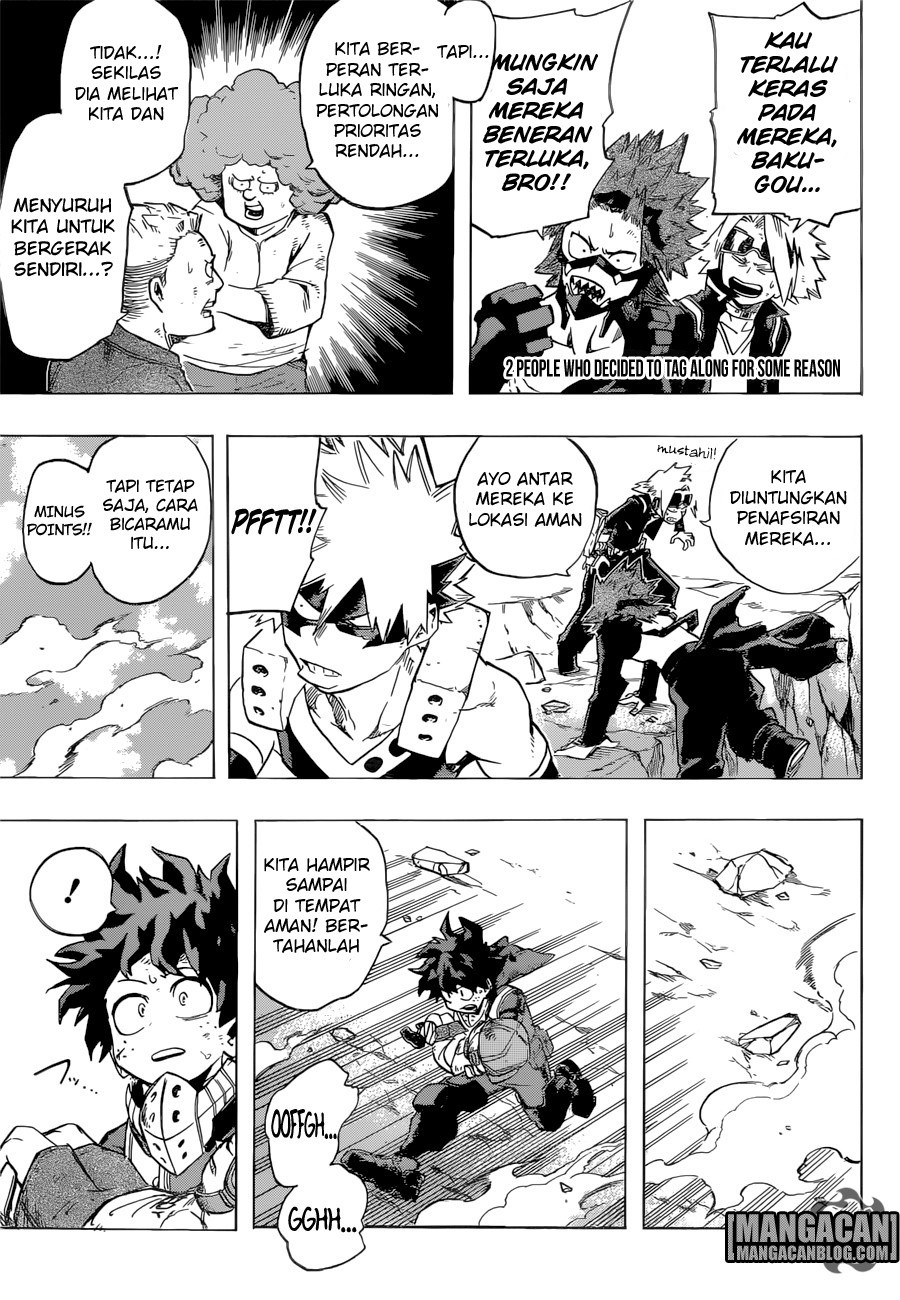 KAU
TERLALU
KERAS
PADA
MEREKA,
BAKU-
GOU...
MUNGKIN
SAJA
MEREKA
BENERAN
TERLUKA,
BRO!!
2 PEOPLE WHO DECIDED TO TAG ALONG FOR SOME REASON
TAPI...
KITA BER-
PERAN TER-
LUKA RINGAN,
PERTOLONGAN
PRIORITAS
RENDAH...
TIDAK...!
SEKILAS
DIA MELIHAT
KITA DAN
MENYURUH
KITA UNTUK
BERGERAK
SENDIRI...?
KITA
DIUNTUNGKAN
PENAFSIRAN
MEREKA...
mustahil!
AYO ANTAR
MEREKA KE
LOKASI AMAN
PFFTT!!
TAPI TETAP
SAJA, CARA
BICARAMU
ITU...
MINUS
POINTS!!
KITA HAMPIR
SAMPAI
DI TEMPAT
AMAN! BER-
TAHANLAH
OOFFGH...
GGHH...
!
[MANGACAN]
MANGACANBLOG.COM